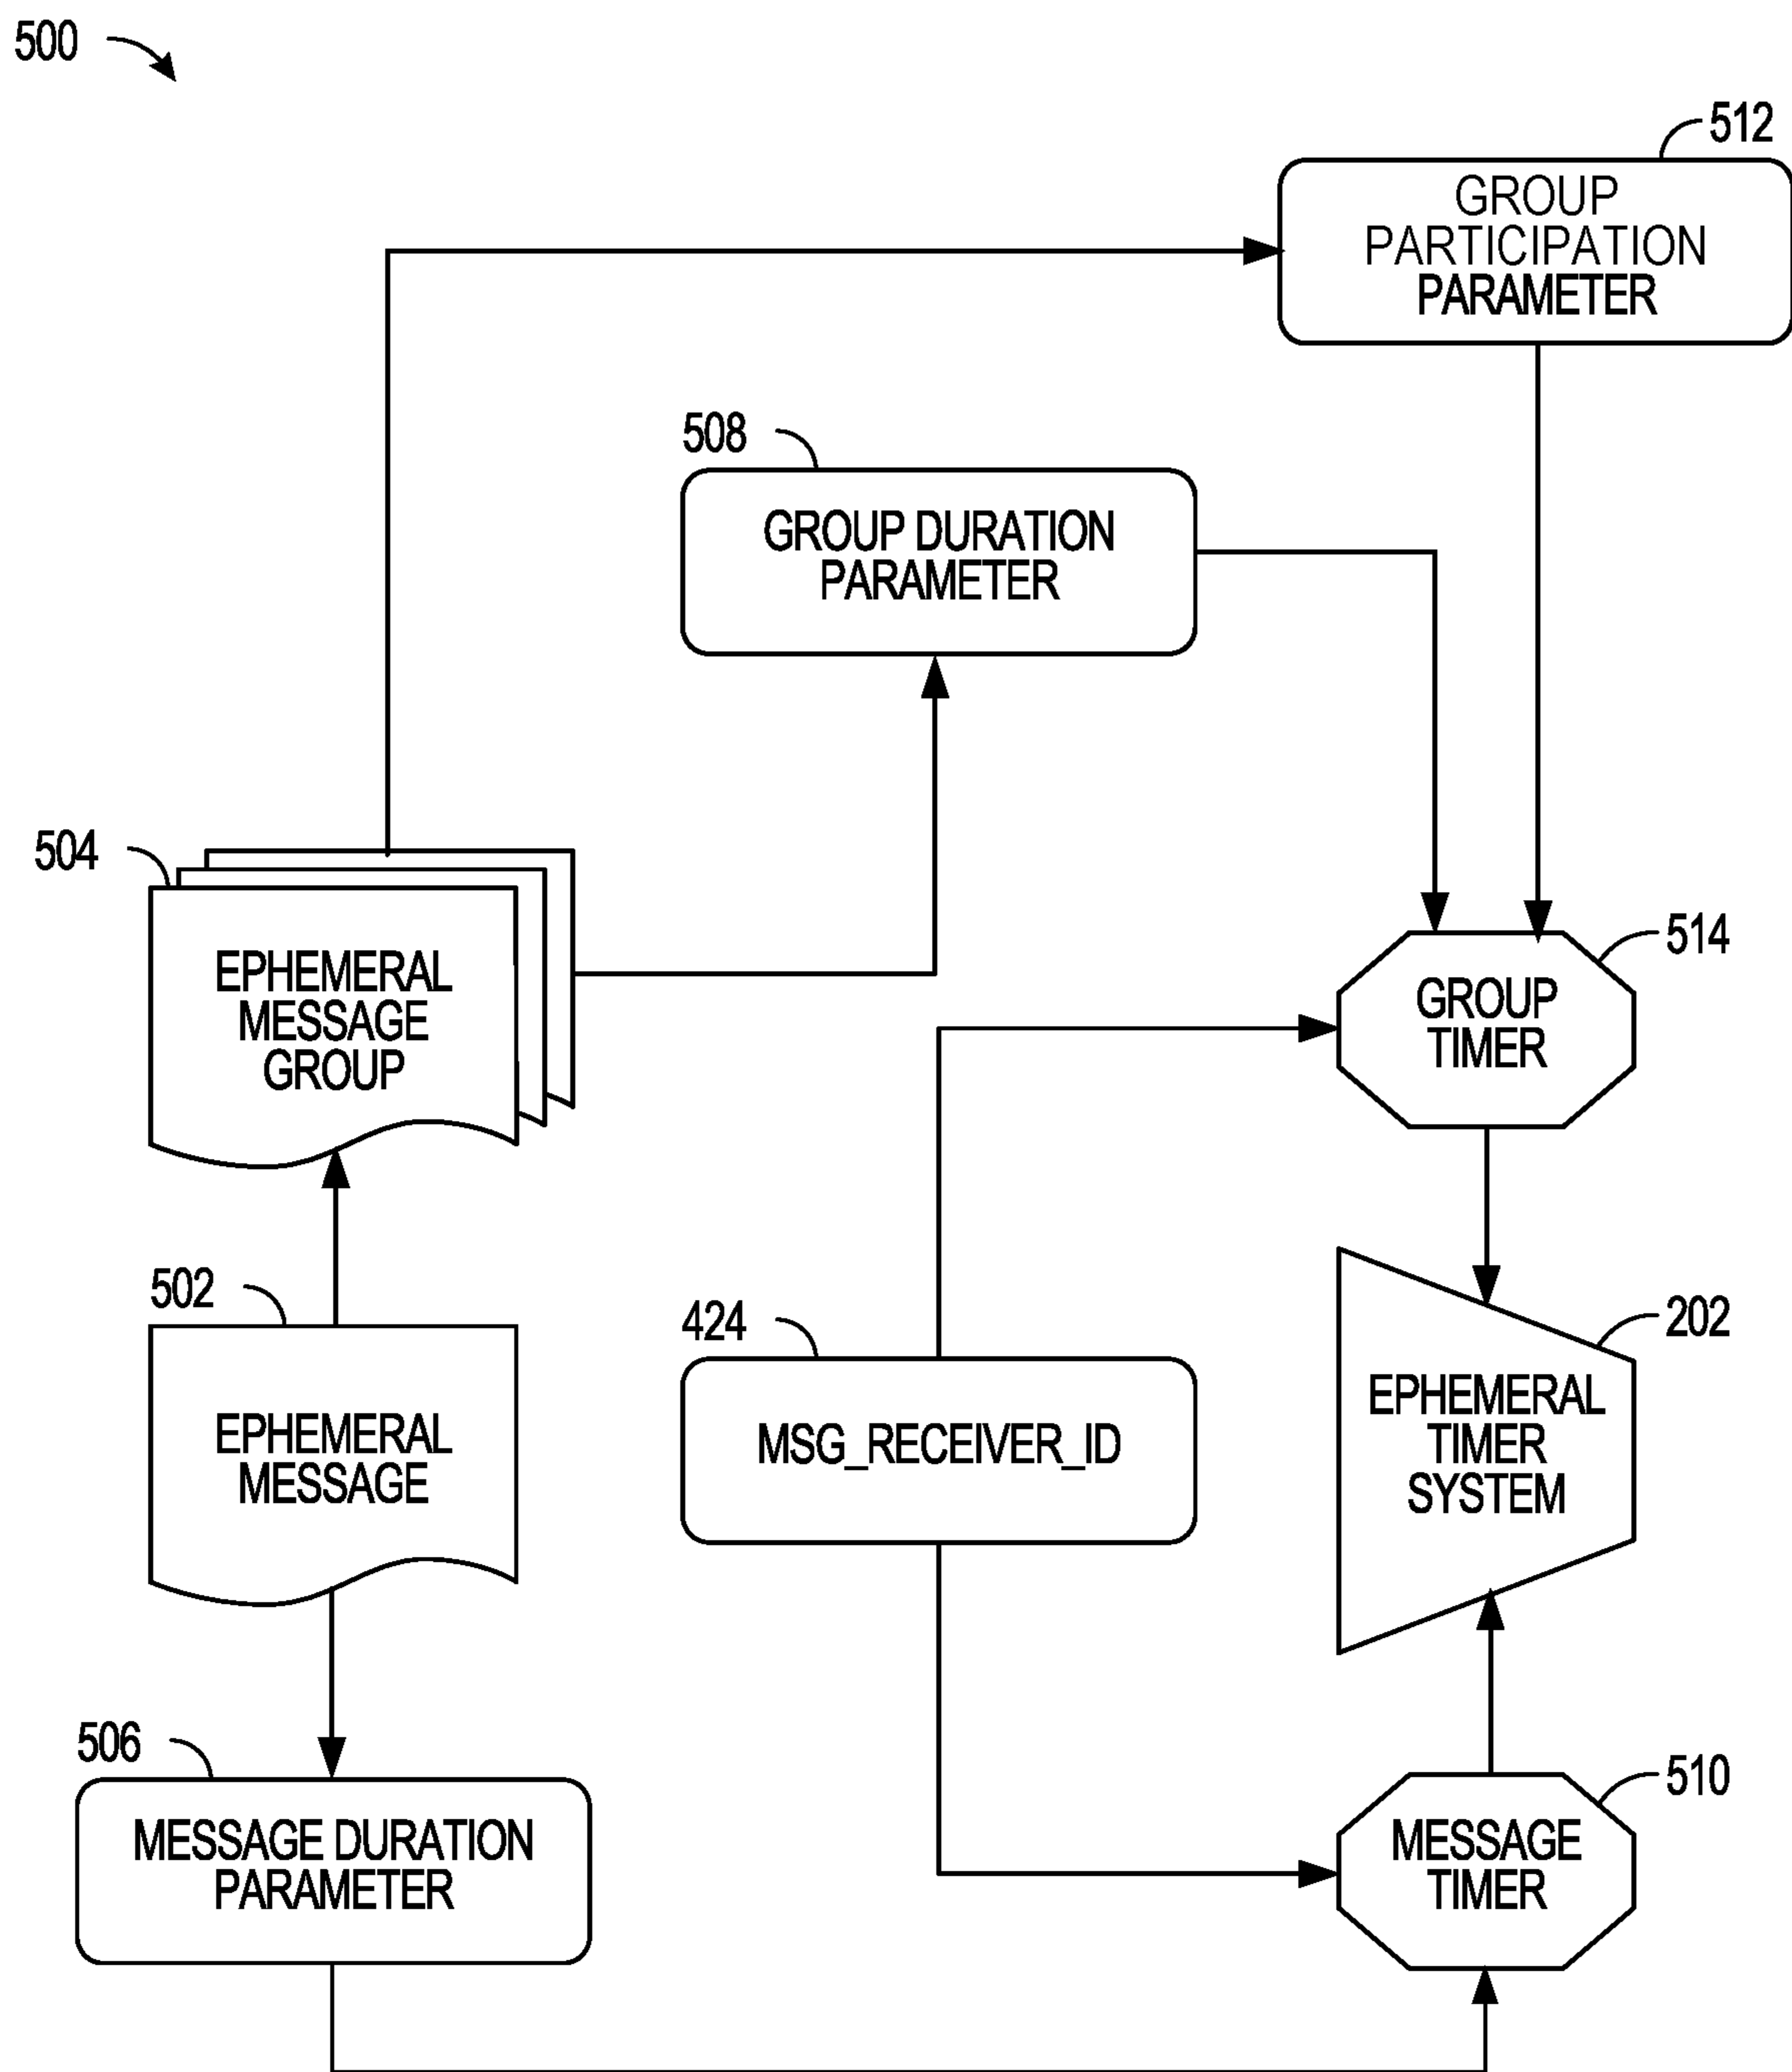 500
512
GROUP
PARTICIPATION
PARAMETER
508
GROUP DURATION
PARAMETER
504
EPHEMERAL
MESSAGE
GROUP
514
GROUP
TIMER
502
EPHEMERAL
MESSAGE
424
MSG_RECEIVER_ID
202
EPHEMERAL
TIMER
SYSTEM
506
MESSAGE DURATION
PARAMETER
510
MESSAGE
TIMER